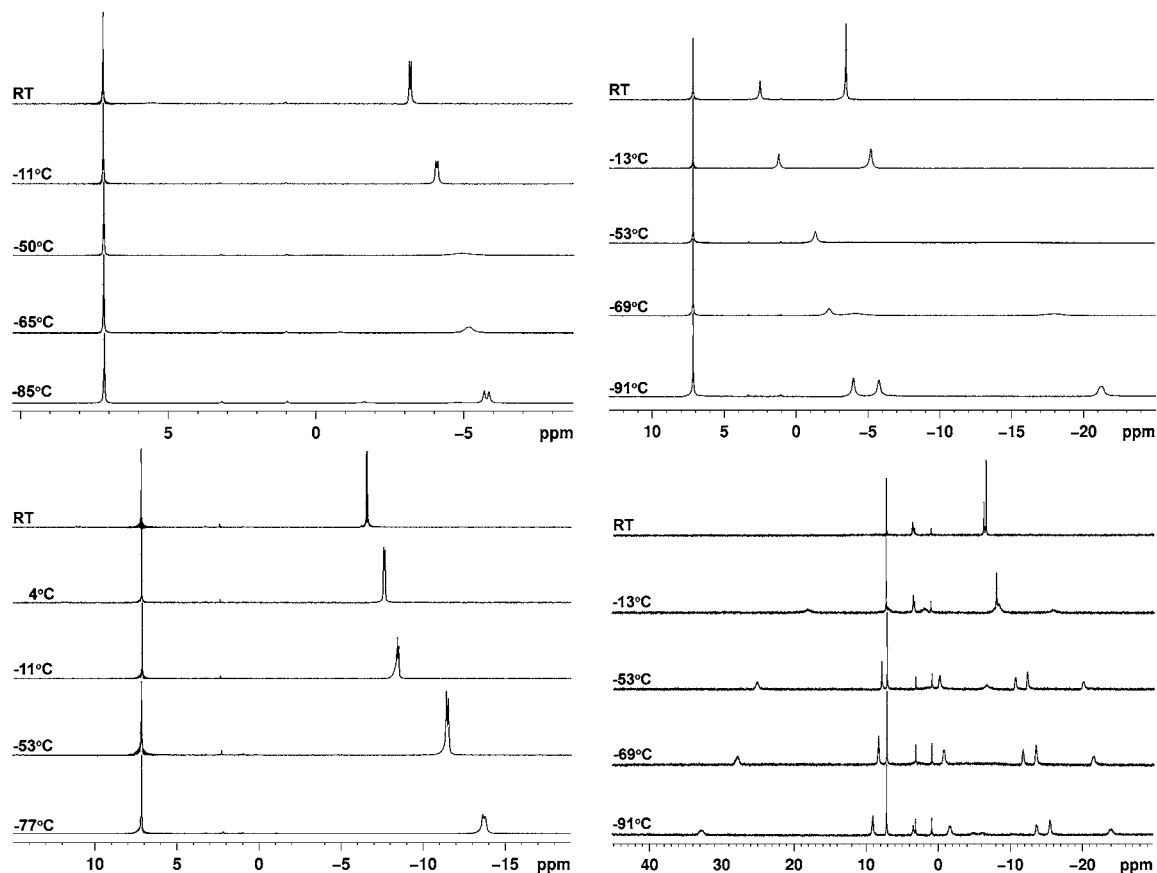 RT
-11°C
-50°C
-65°C
-85°C
5 0 −5 ppm
RT
-13°C
-53°C
-69°C
-91°C
10 5 0 −5 −10 −15 −20 ppm
RT
4°C
-11°C
-53°C
-77°C
10 5 0 −5 −10 −15 ppm
RT
-13°C
-53°C
-69°C
-91°C
40 30 20 10 0 −10 −20 ppm